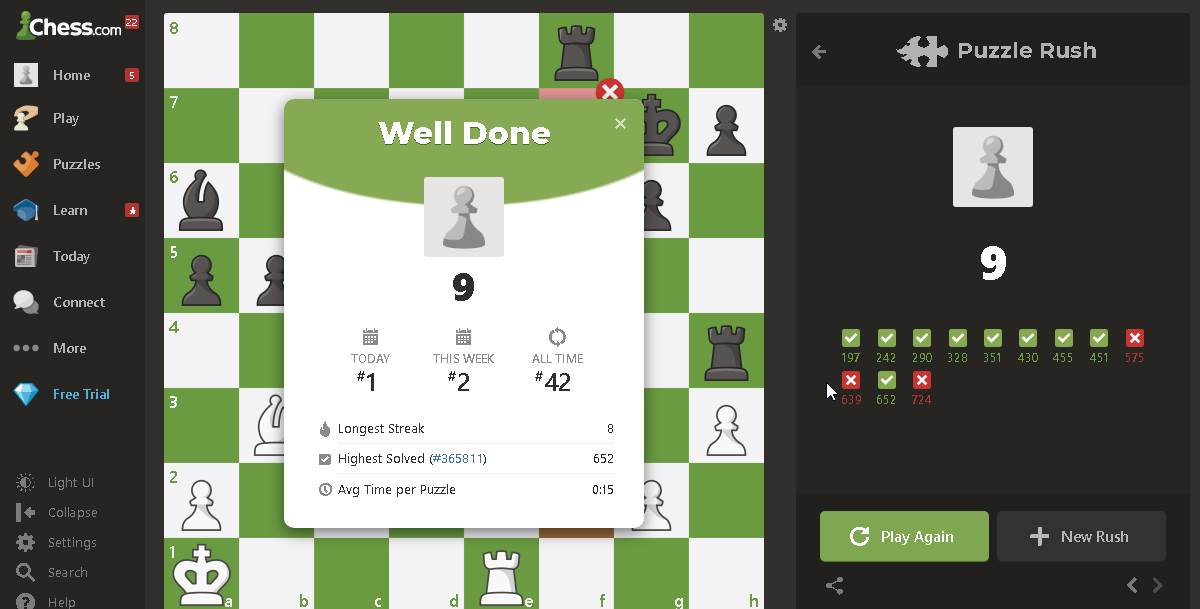 Chess.com 22
Home 5
Play
Puzzles
Learn
Today
Connect
More
Free Trial
Light UI
Collapse
Settings
Search
Help
8
7
6
5
4
3
2
1
a b c d e f g h
Well Done
9
TODAY THIS WEEK ALL TIME
#1 #2 #42
Longest Streak 8
Highest Solved (#365811) 652
Avg Time per Puzzle 0:15
Puzzle Rush
9
197 242 290 328 351 430 455 451 575
639 652 724
Play Again New Rush